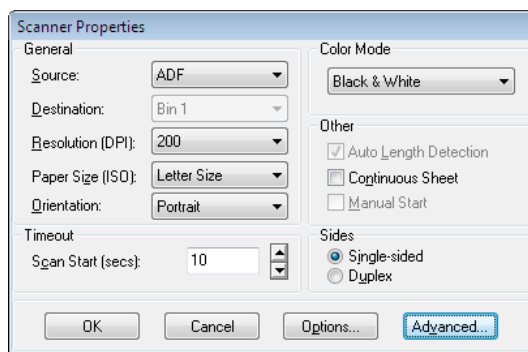 Scanner Properties
General
Source: ADF
Destination: Bin 1
Resolution (DPI): 200
Paper Size (ISO): Letter Size
Orientation: Portrait
Timeout
Scan Start (secs): 10
Color Mode
Black & White
Other
Auto Length Detection
Continuous Sheet
Manual Start
Sides
Single-sided
Duplex
OK Cancel Options... Advanced...